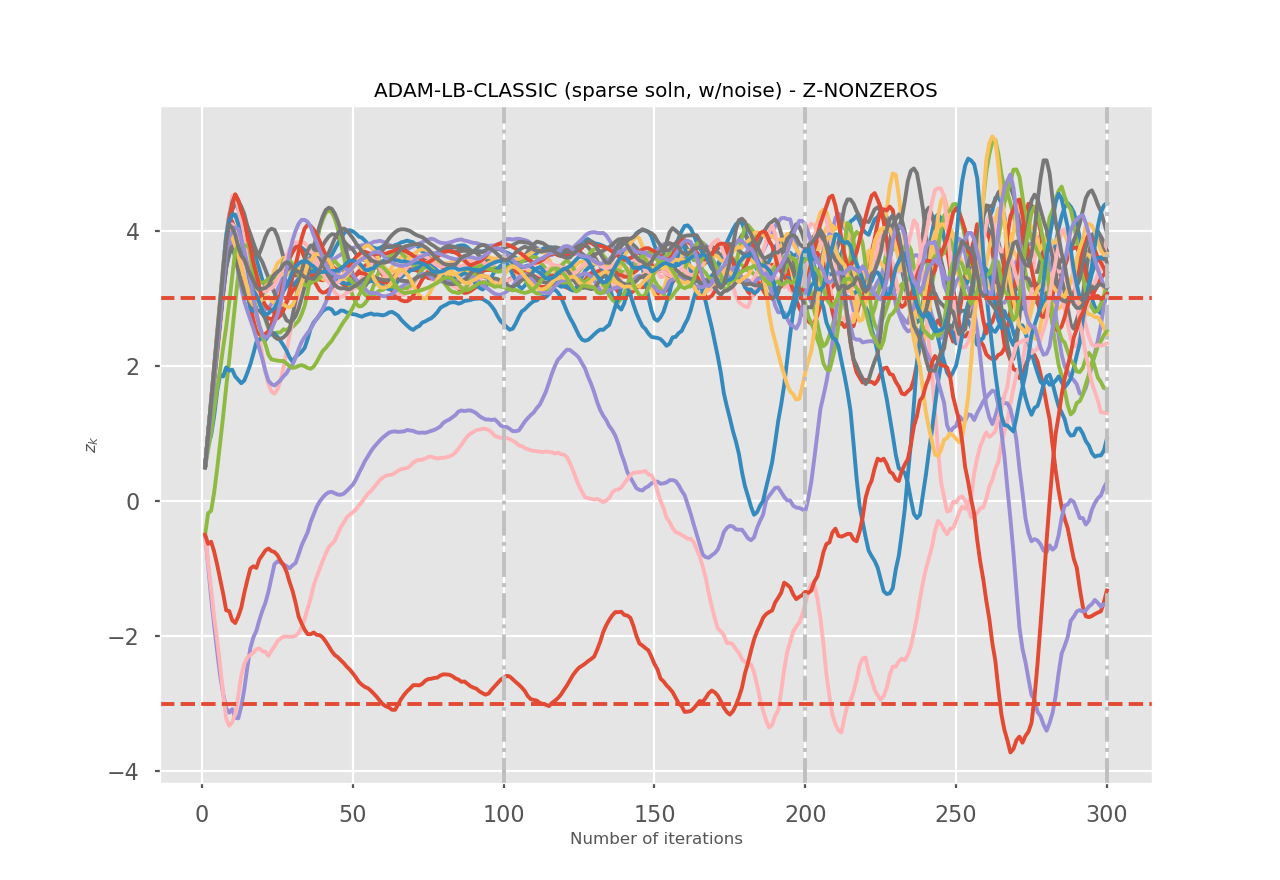 ADAM-LB-CLASSIC (sparse soln, w/noise) - Z-NONZEROS
4
2
0
−2
−4
z_k
0 50 100 150 200 250 300
Number of iterations